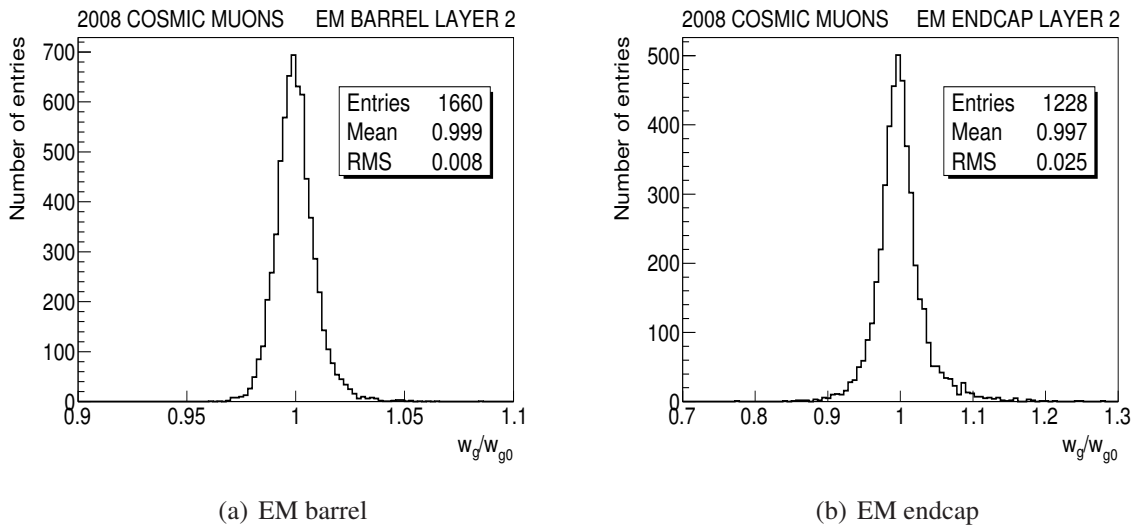 2008 COSMIC MUONS EM BARREL LAYER 2
Number of entries
700
600
500
400
300
200
100
0
Entries 1660
Mean 0.999
RMS 0.008
0.9 0.95 1 1.05 1.1
w_g/w_g0
(a) EM barrel
2008 COSMIC MUONS EM ENDCAP LAYER 2
Number of entries
500
400
300
200
100
0
Entries 1228
Mean 0.997
RMS 0.025
0.7 0.8 0.9 1 1.1 1.2 1.3
w_g/w_g0
(b) EM endcap